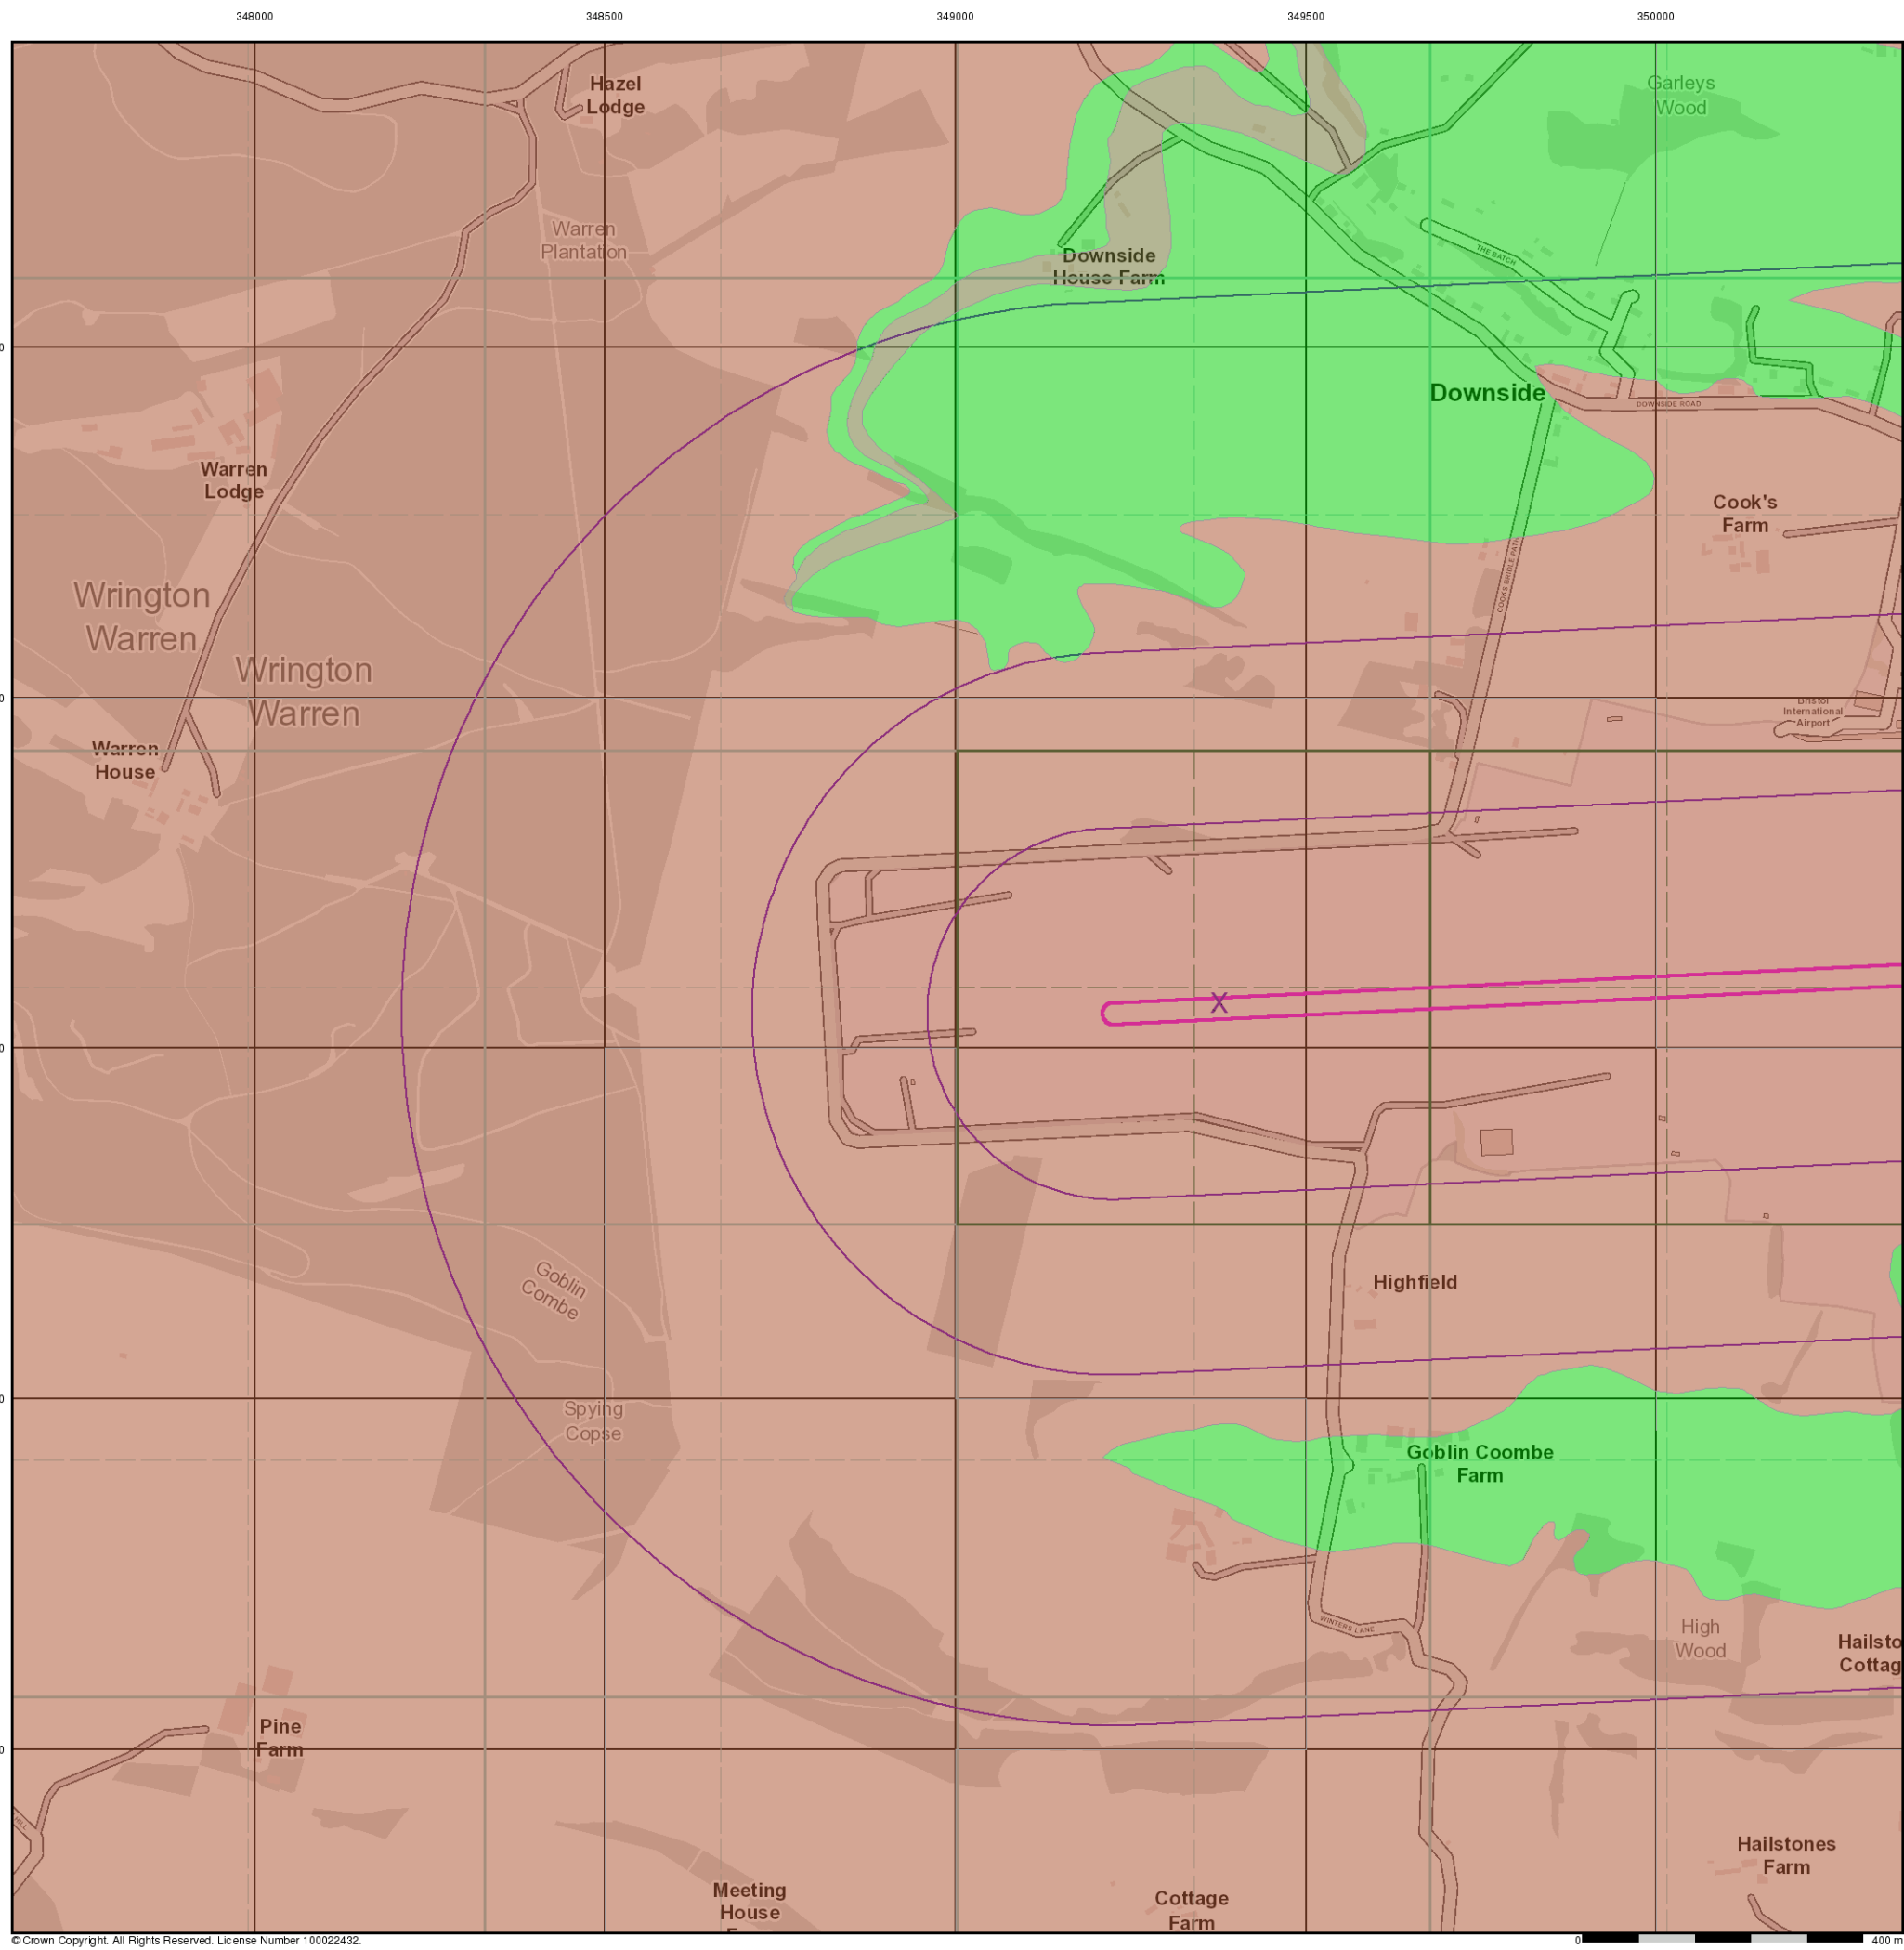 348000 348500 349000 349500 350000
Hazel
Lodge
Garleys
Wood
Warren
Plantation
Downside
House Farm
THE BATCH
Downside
DOWNSIDE ROAD
Warren
Lodge
Cook's
Farm
COOKS BRIDLE PATH
Wrington
Warren
Wrington
Warren
Bristol
International
Airport
Warren
House
X
Goblin
Combe
Highfield
Spying
Copse
Goblin Coombe
Farm
WINTERS LANE
High
Wood
Hailsto
Cottag
Pine
Farm
HILL
Hailstones
Farm
Meeting
House
Cottage
Farm
© Crown Copyright. All Rights Reserved. License Number 100022432.
0 400 m